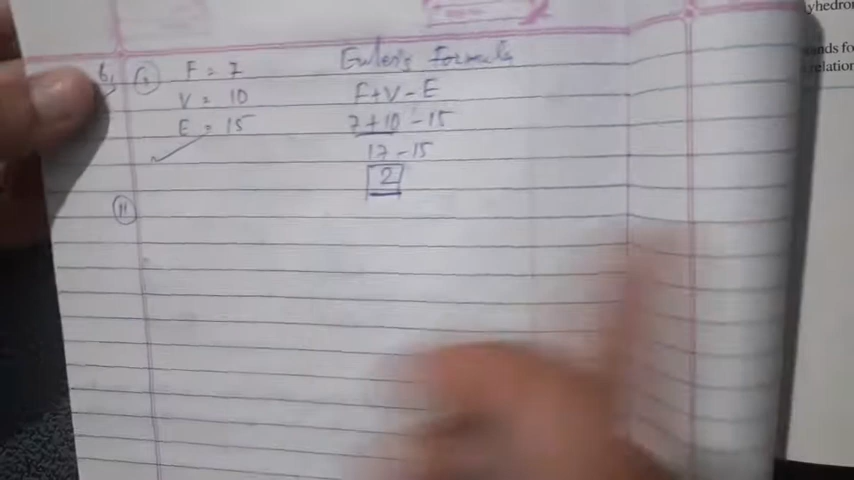 6, i F = 7 Euler's formula
V = 10 F+V-E
E = 15 7+10-15
17-15
2
ii